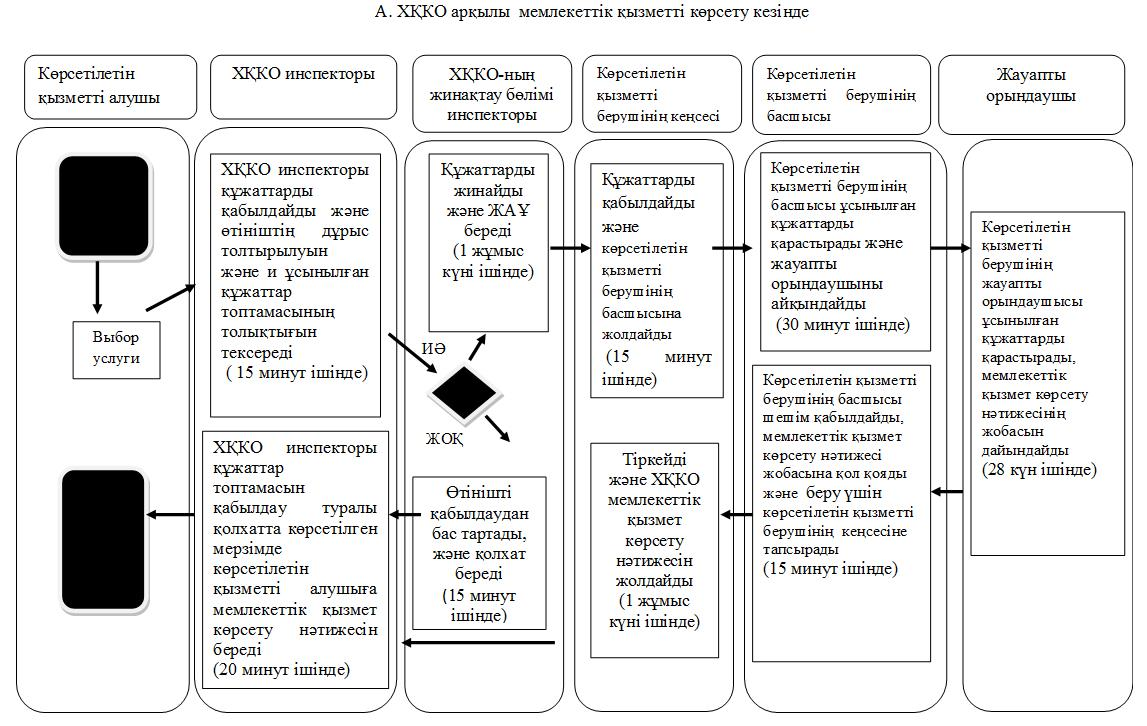 А. ХҚКО арқылы мемлекеттік қызметті көрсету кезінде
Көрсетілетін
қызметті алушы
ХҚКО инспекторы
ХҚКО-ның
жинақтау бөлімі
инспекторы
Көрсетілетін
қызметті
берушінің кеңсесі
Көрсетілетін
қызметті берушінің
басшысы
Жауапты
орындаушы
Выбор
услуги
ХҚКО инспекторы
құжаттарды
қабылдайды және
өтініштің дұрыс
толтырылуын
және и ұсынылған
құжаттар
топтамасының
толықтығын
тексереді
( 15 минут ішінде)
ХҚКО инспекторы
құжаттар
топтамасын
қабылдау туралы
қолхатта көрсетілген
мерзімде
көрсетілетін
қызметті алушыға
мемлекеттік қызмет
көрсету нәтижесін
береді
(20 минут ішінде)
Құжаттарды
жинайды
және ЖАҰ
береді
(1 жұмыс
күні ішінде)
ИӘ
ЖОҚ
Өтінішті
қабылдаудан
бас тартады,
және қолхат
береді
(15 минут
ішінде)
Құжаттарды
қабылдайды
және
көрсетілетін
қызметті
берушінің
басшысына
жолдайды
(15 минут
ішінде)
Тіркейді
және ХҚКО
мемлекеттік
қызмет
көрсету
нәтижесін
жолдайды
(1 жұмыс
күні ішінде)
Көрсетілетін
қызметті берушінің
басшысы ұсынылған
құжаттарды
қарастырады және
жауапты
орындаушыны
айқындайды
(30 минут ішінде)
Көрсетілетін қызметті
берушінің басшысы
шешім қабылдайды,
мемлекеттік қызмет
көрсету нәтижесі
жобасына қол қояды
және беру үшін
көрсетілетін қызметті
берушінің кеңсесіне
тапсырады
(15 минут ішінде)
Көрсетілетін
қызметті
берушінің
жауапты
орындаушысы
ұсынылған
құжаттарды
қарастырады,
мемлекеттік
қызмет көрсету
нәтижесінің
жобасын
дайындайды
(28 күн ішінде)